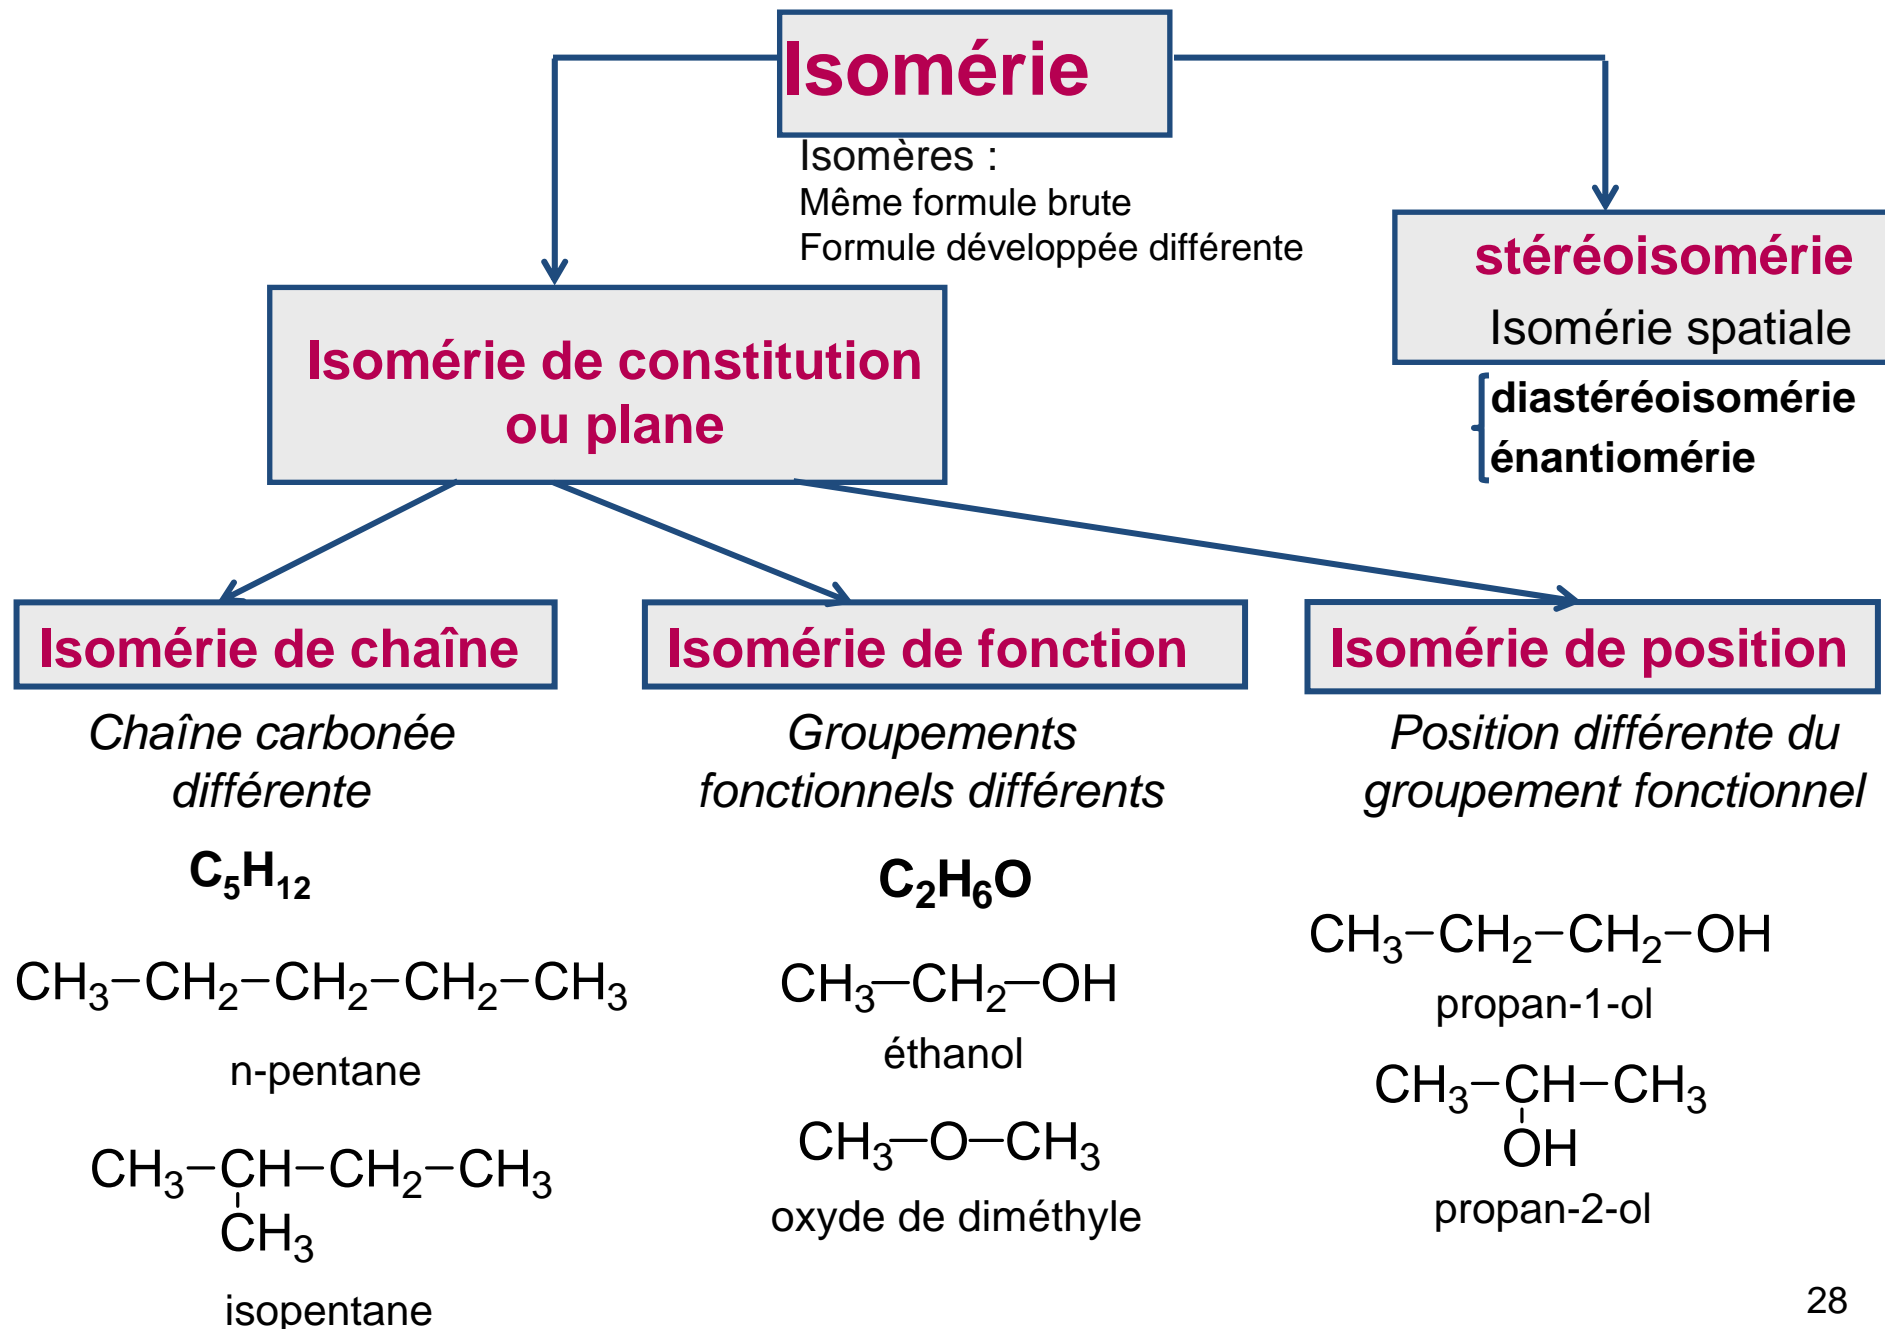 Isomérie
Isomères :
Même formule brute
Formule développée différente
stéréoisomérie
Isomérie spatiale
diastéréoisomérie
énantiomérie
Isomérie de constitution
ou plane
Isomérie de chaîne
Chaîne carbonée
différente
C₅H₁₂
CH₃–CH₂–CH₂–CH₂–CH₃
n-pentane
CH₃–CH–CH₂–CH₃
CH₃
isopentane
Isomérie de fonction
Groupements
fonctionnels différents
C₂H₆O
CH₃–CH₂–OH
éthanol
CH₃–O–CH₃
oxyde de diméthyle
Isomérie de position
Position différente du
groupement fonctionnel
CH₃–CH₂–CH₂–OH
propan-1-ol
CH₃–CH–CH₃
OH
propan-2-ol
28